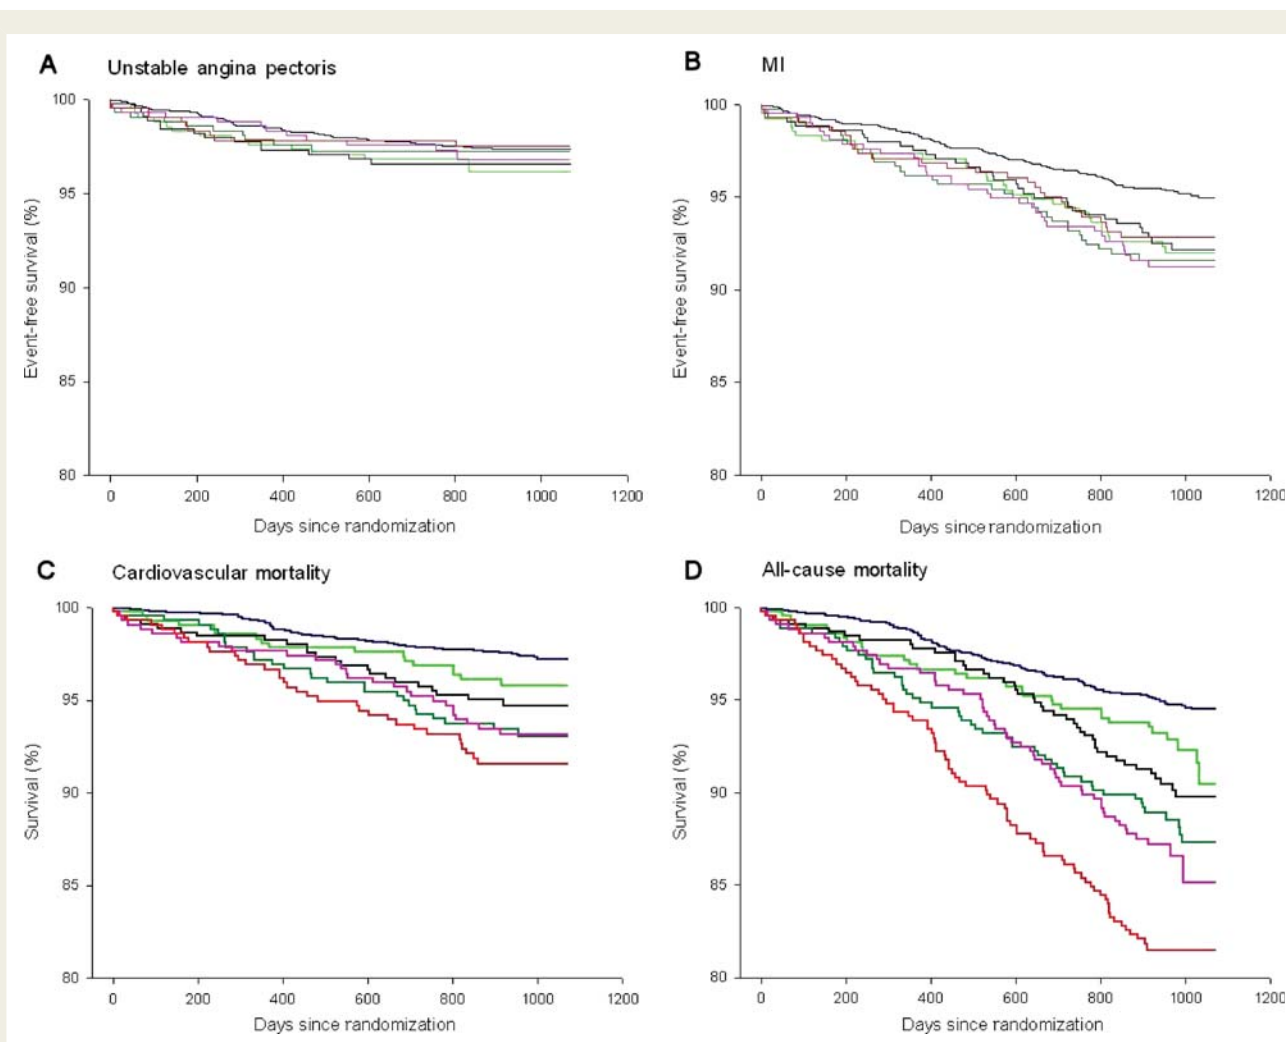 A Unstable angina pectoris
100
95
90
85
80
Event-free survival (%)
0 200 400 600 800 1000 1200
Days since randomization
B MI
100
95
90
85
80
Event-free survival (%)
0 200 400 600 800 1000 1200
Days since randomization
C Cardiovascular mortality
100
95
90
85
80
Survival (%)
0 200 400 600 800 1000 1200
Days since randomization
D All-cause mortality
100
95
90
85
80
Survival (%)
0 200 400 600 800 1000 1200
Days since randomization